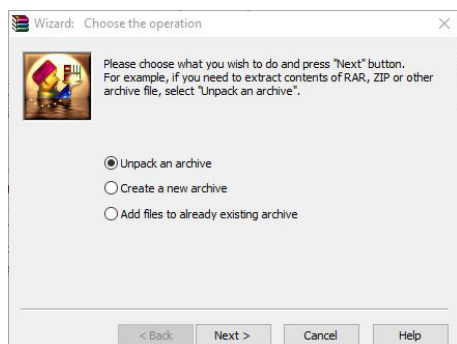 Wizard: Choose the operation
Please choose what you wish to do and press "Next" button.
For example, if you need to extract contents of RAR, ZIP or other
archive file, select "Unpack an archive".
Unpack an archive
Create a new archive
Add files to already existing archive
< Back Next > Cancel Help